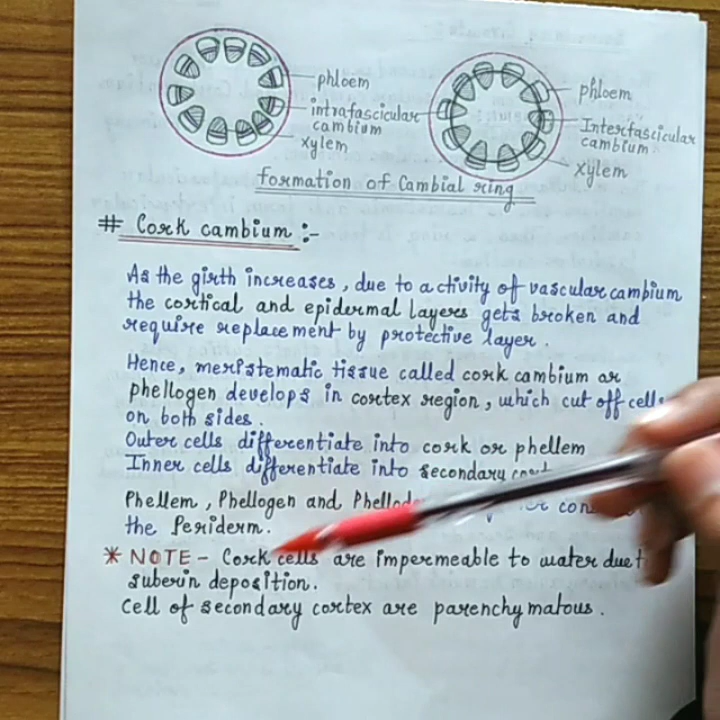 phloem
intrafascicular
cambium
xylem
phloem
Interfascicular
cambium
xylem
Formation of Cambial ring
# Cork cambium :-
As the girth increases, due to activity of vascular cambium
the cortical and epidermal layers gets broken and
require replacement by protective layer.
Hence, meristematic tissue called cork cambium or
phellogen develops in cortex region, which cut off cells
on both sides.
Outer cells differentiate into cork or phellem
Inner cells differentiate into secondary
Phellem, Phellogen and
the Periderm.
* NOTE - Cork cells are impermeable to water due
suberin deposition.
Cell of secondary cortex are parenchymatous.